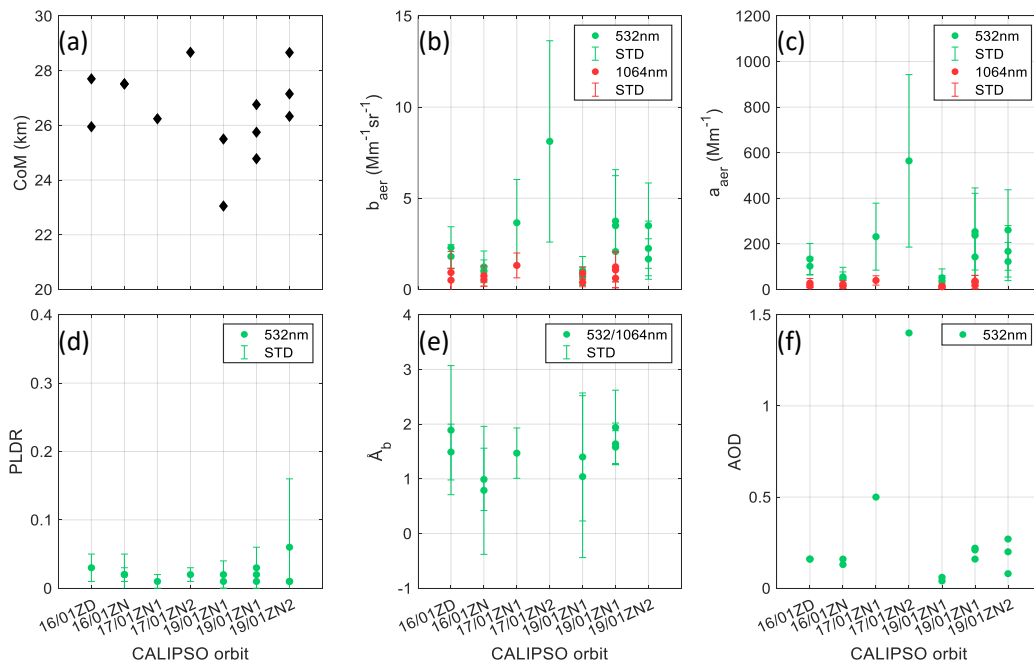 (a)
CoM (km)
30
28
26
24
22
20
(b)
b_aer (Mm⁻¹sr⁻¹)
15
10
5
0
532nm
STD
1064nm
STD
(c)
a_aer (Mm⁻¹)
1200
1000
800
600
400
200
0
532nm
STD
1064nm
STD
(d)
PLDR
0.4
0.3
0.2
0.1
0
532nm
STD
16/01ZD
16/01ZN
17/01ZN1
17/01ZN2
19/01ZN1
19/01ZN1
19/01ZN2
CALIPSO orbit
(e)
Å_b
4
3
2
1
0
-1
532/1064nm
STD
16/01ZD
16/01ZN
17/01ZN1
17/01ZN2
19/01ZN1
19/01ZN1
19/01ZN2
CALIPSO orbit
(f)
AOD
1.5
1
0.5
0
532nm
16/01ZD
16/01ZN
17/01ZN1
17/01ZN2
19/01ZN1
19/01ZN1
19/01ZN2
CALIPSO orbit